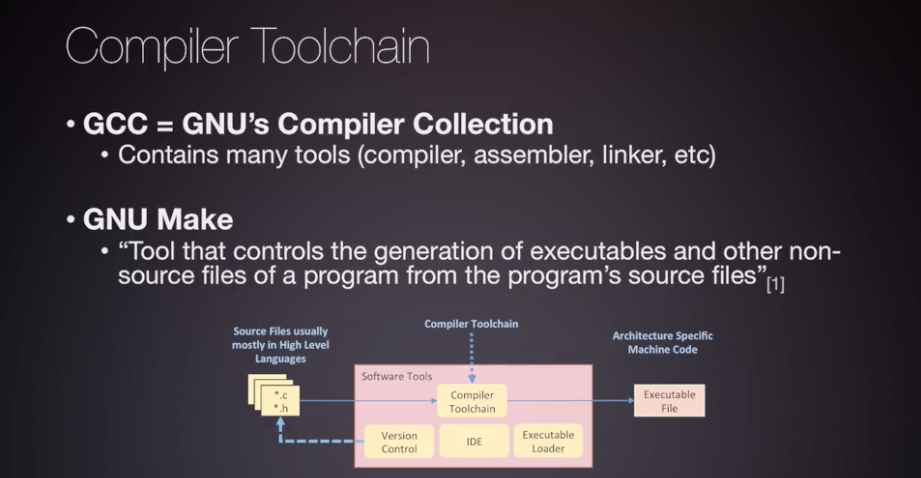 Compiler Toolchain
• GCC = GNU's Compiler Collection
• Contains many tools (compiler, assembler, linker, etc)
• GNU Make
• “Tool that controls the generation of executables and other non-
source files of a program from the program's source files”[1]
Source Files usually
mostly in High Level
Languages
Compiler Toolchain
Architecture Specific
Machine Code
Software Tools
*.c
*.h
Compiler
Toolchain
Executable
File
Version
Control
IDE
Executable
Loader